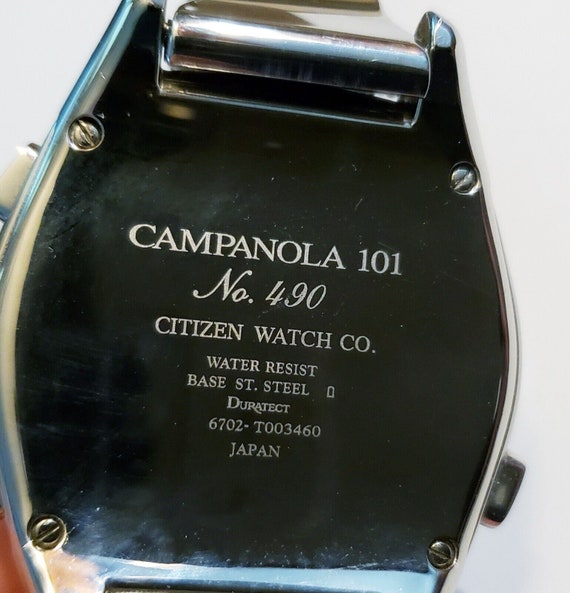 CAMPANOLA 101
No. 490
CITIZEN WATCH CO.
WATER RESIST
BASE ST. STEEL ▯
DURATECT
6702- T003460
JAPAN